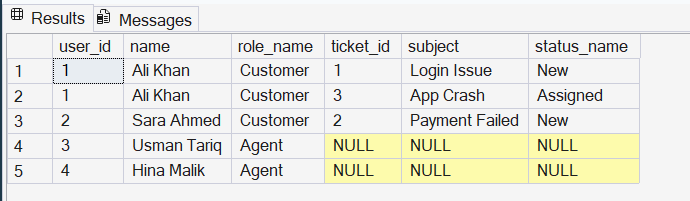 Results Messages
user_id name role_name ticket_id subject status_name
1 1 Ali Khan Customer 1 Login Issue New
2 1 Ali Khan Customer 3 App Crash Assigned
3 2 Sara Ahmed Customer 2 Payment Failed New
4 3 Usman Tariq Agent NULL NULL NULL
5 4 Hina Malik Agent NULL NULL NULL